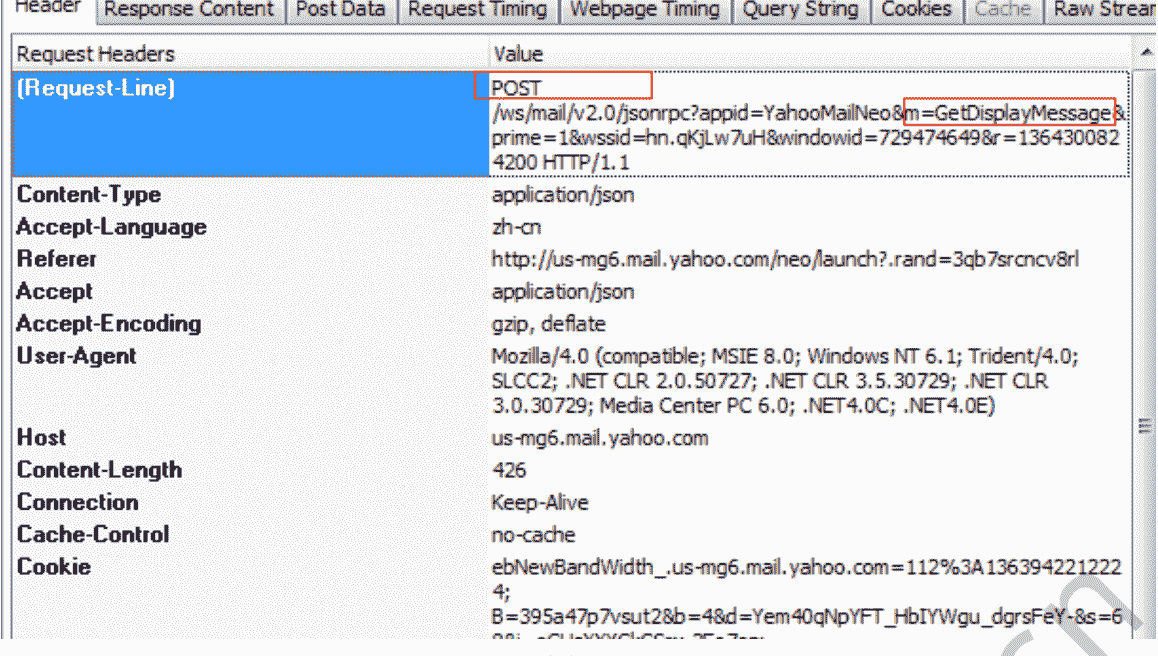 Header Response Content Post Data Request Timing Webpage Timing Query String Cookies Cache Raw Stream
Request Headers Value
(Request-Line) POST
/ws/mail/v2.0/jsonrpc?appid=YahooMailNeo&m=GetDisplayMessage&
prime=1&wssid=hn.qKjLw7uH&windowid=729474649&r=136430082
4200 HTTP/1.1
Content-Type application/json
Accept-Language zh-cn
Referer http://us-mg6.mail.yahoo.com/neo/launch?.rand=3qb7srcncv8rl
Accept application/json
Accept-Encoding gzip, deflate
User-Agent Mozilla/4.0 (compatible; MSIE 8.0; Windows NT 6.1; Trident/4.0;
SLCC2; .NET CLR 2.0.50727; .NET CLR 3.5.30729; .NET CLR
3.0.30729; Media Center PC 6.0; .NET4.0C; .NET4.0E)
Host us-mg6.mail.yahoo.com
Content-Length 426
Connection Keep-Alive
Cache-Control no-cache
Cookie ebNewBandWidth_.us-mg6.mail.yahoo.com=112%3A136394221222
4;
B=395a47p7vsut2&b=4&d=Yem40qNpYFT_HbIYWgu_dgrsFeY-&s=6